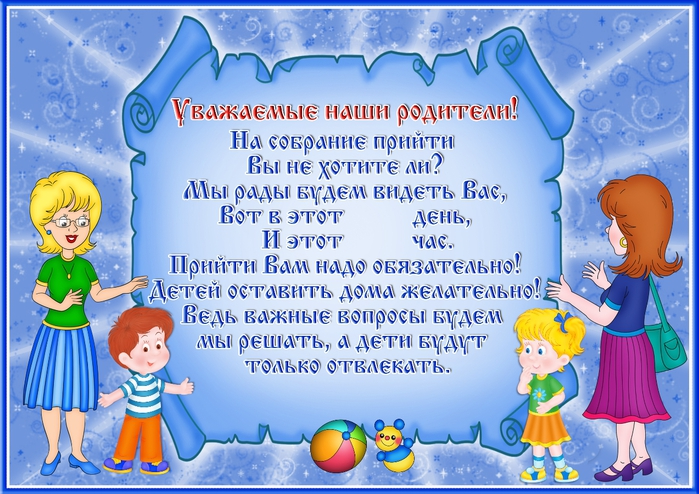 Уважаемые наши родители!
На собрание прийти
Вы не хотите ли?
Мы рады будем видеть Вас,
Вот в этот день,
И этот час.
Прийти Вам надо обязательно!
Детей оставить дома желательно!
Ведь важные вопросы будем
мы решать, а дети будут
только отвлекать.